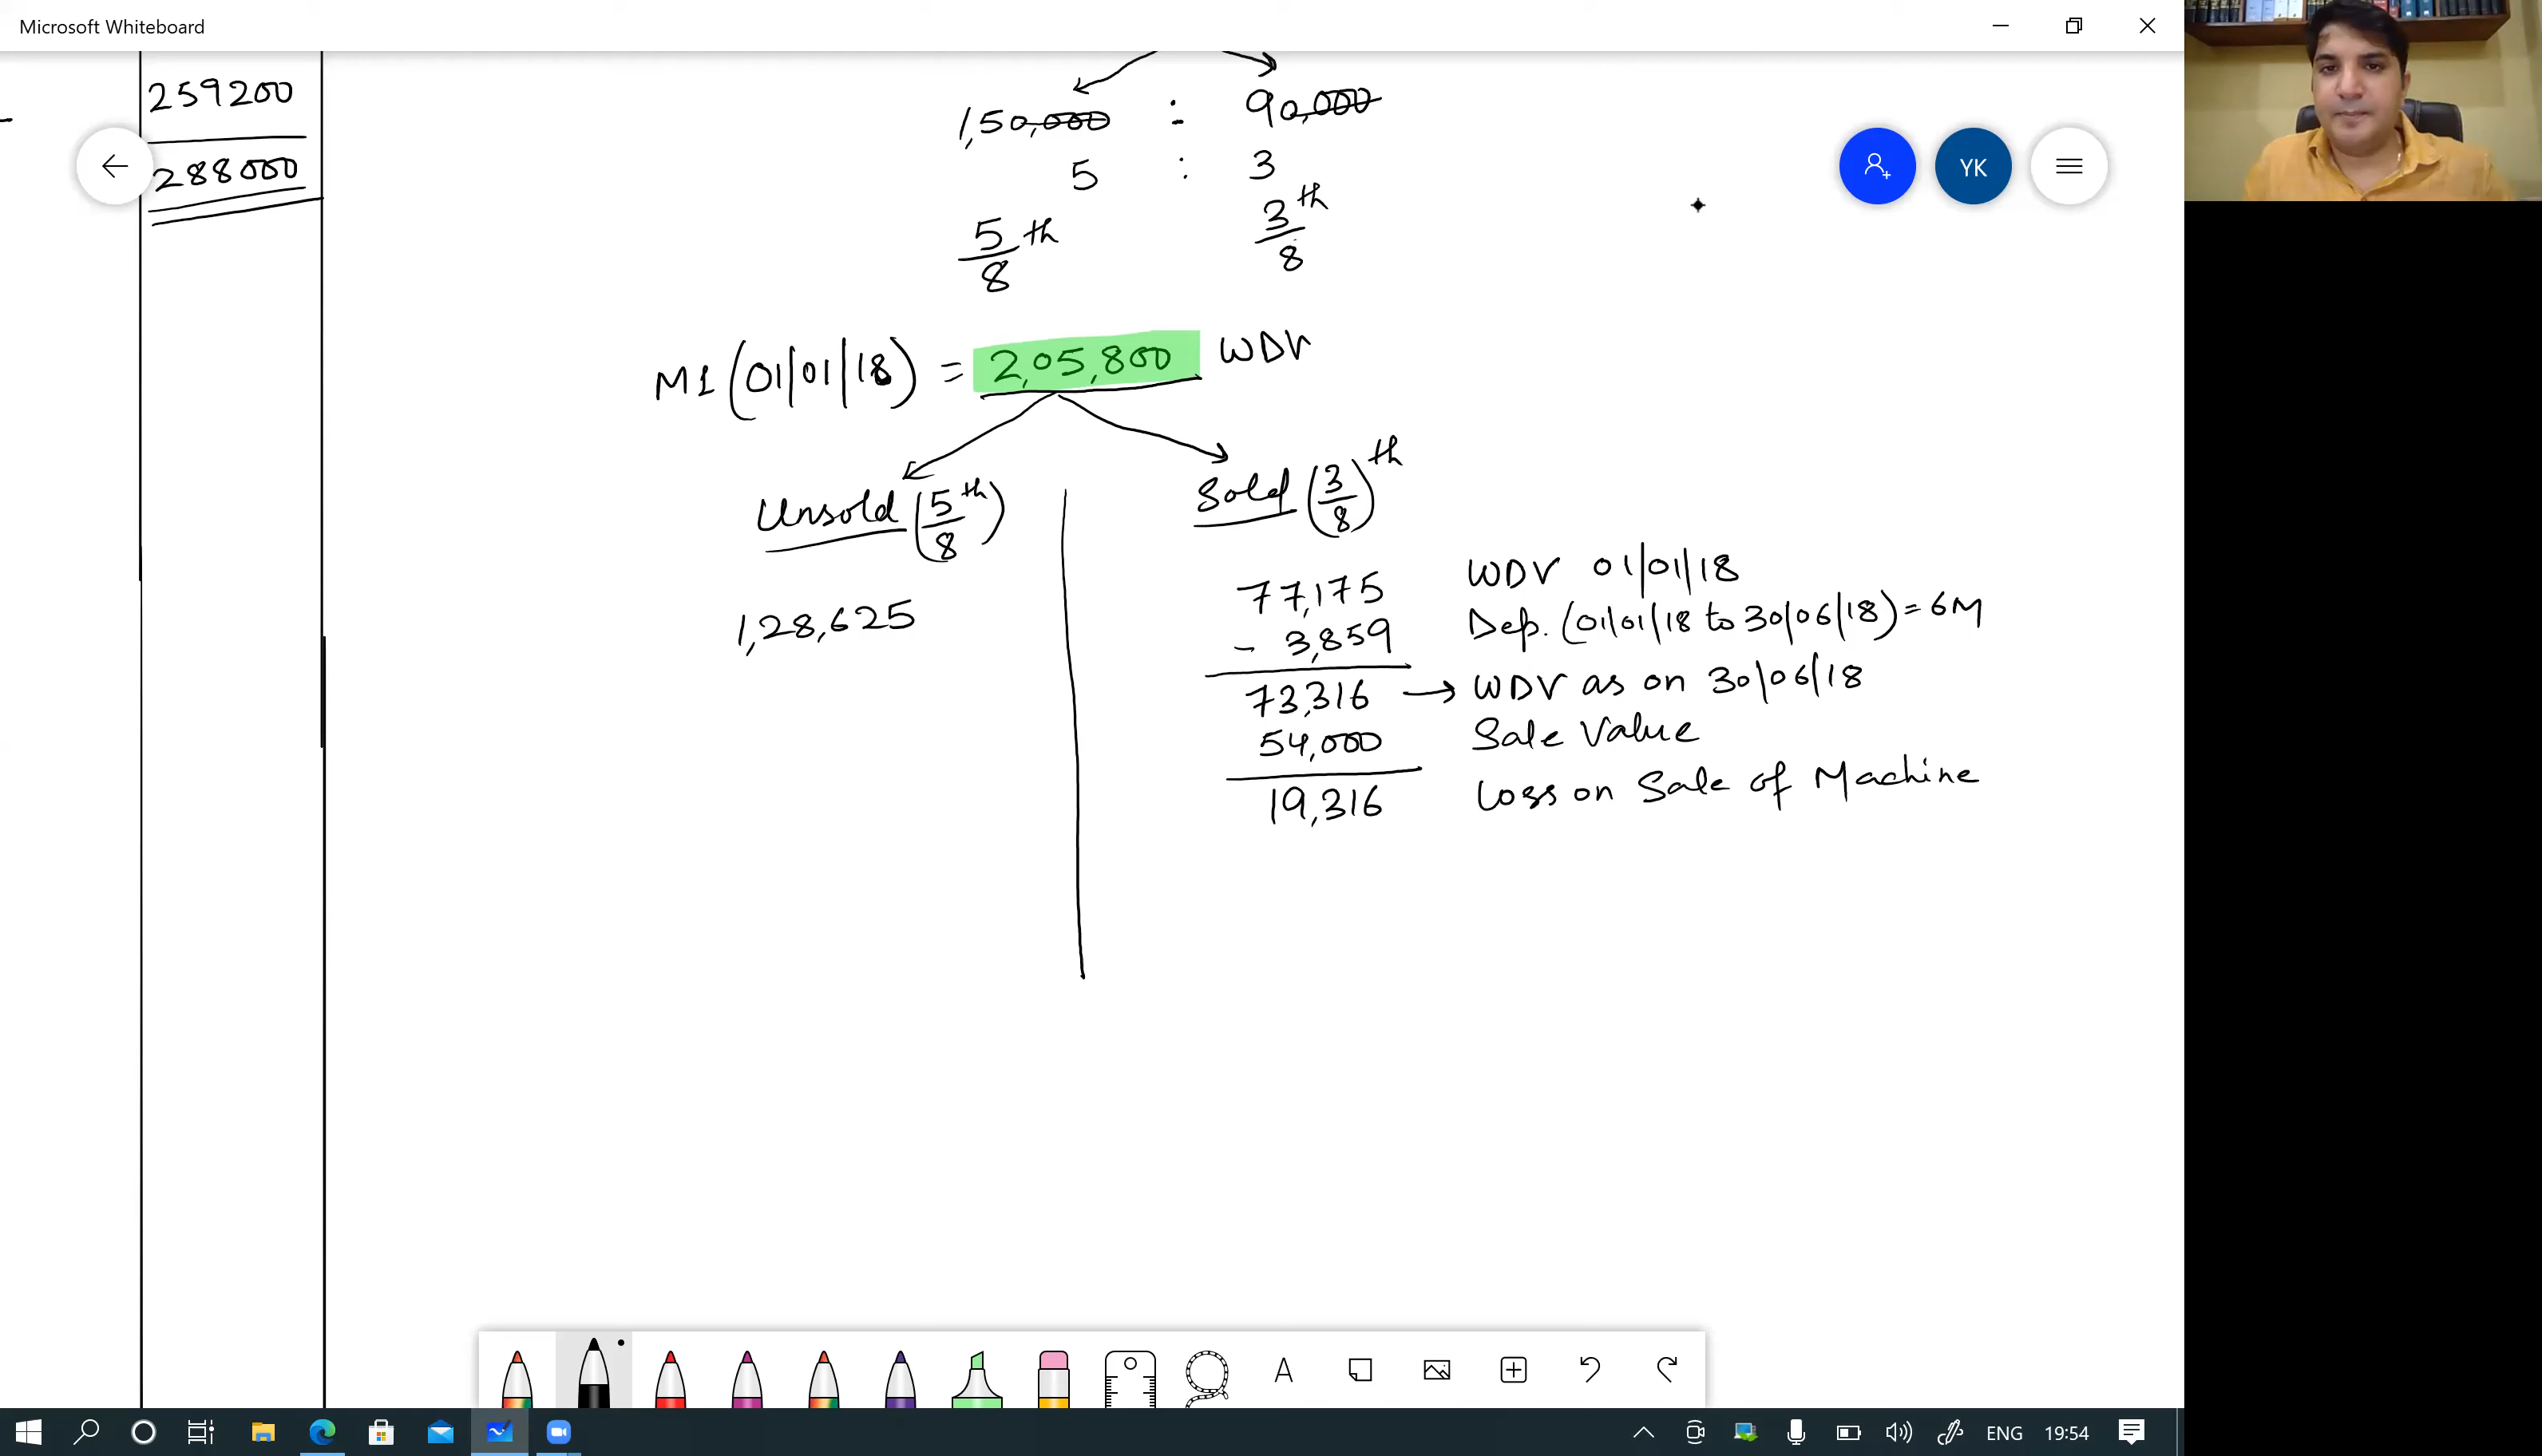 Microsoft Whiteboard
259200
288000
1,50,000 : 90,000
5 : 3
5/8 th 3/8 th
YK
M1 (01/01/18) = 2,05,800 WDV
Unsold (5/8 th) Sold (3/8) th
1,28,625
77,175 WDV 01/01/18
- 3,859 Dep. (01/01/18 to 30/06/18) = 6M
73,316 → WDV as on 30/06/18
54,000 Sale Value
19,316 Loss on Sale of Machine
A
ENG 19:54